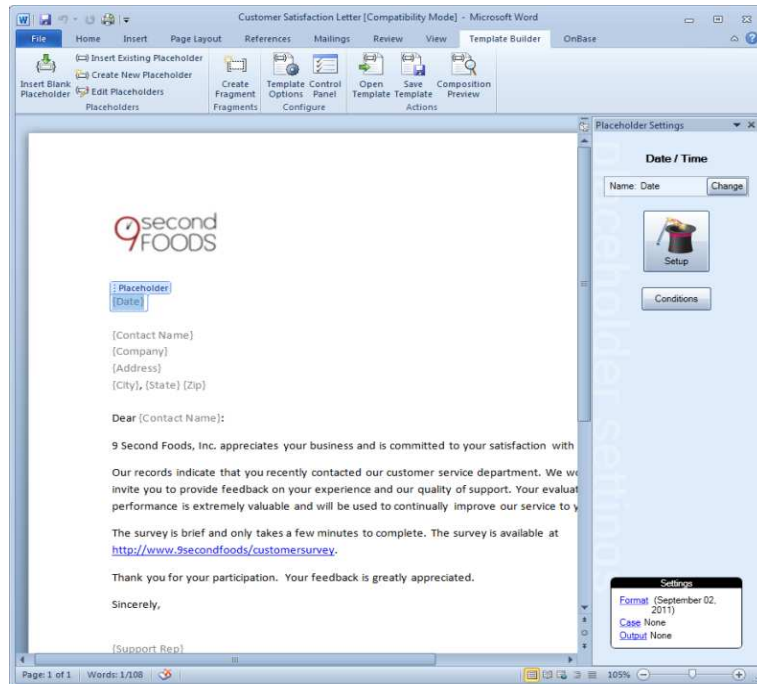 Customer Satisfaction Letter [Compatibility Mode] - Microsoft Word
File Home Insert Page Layout References Mailings Review View Template Builder OnBase
Insert Blank Placeholder
Insert Existing Placeholder
Create New Placeholder
Edit Placeholders
Create Fragment
Template Options
Control Panel
Open Template
Save Template
Composition Preview
Placeholders Fragments Configure Actions
9 second
FOODS
Placeholder
{Date}
{Contact Name}
{Company}
{Address}
{City}, {State} {Zip}
Dear {Contact Name}:
9 Second Foods, Inc. appreciates your business and is committed to your satisfaction with
Our records indicate that you recently contacted our customer service department. We wo
invite you to provide feedback on your experience and our quality of support. Your evaluat
performance is extremely valuable and will be used to continually improve our service to y
The survey is brief and only takes a few minutes to complete. The survey is available at
http://www.9secondfoods/customersurvey.
Thank you for your participation. Your feedback is greatly appreciated.
Sincerely,
{Support Rep}
Placeholder Settings
Date / Time
Name: Date Change
Setup
Conditions
placeholder settings
Settings
Format (September 02,
2011)
Case None
Output None
Page: 1 of 1 Words: 1/108 105%